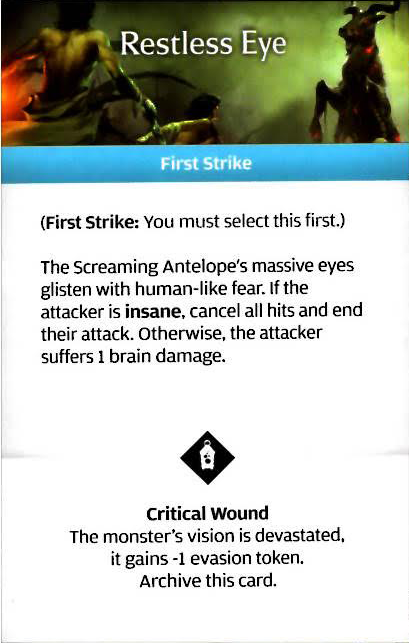 Restless Eye
First Strike
(First Strike: You must select this first.)
The Screaming Antelope's massive eyes
glisten with human-like fear. If the
attacker is insane, cancel all hits and end
their attack. Otherwise, the attacker
suffers 1 brain damage.
Critical Wound
The monster's vision is devastated,
it gains -1 evasion token.
Archive this card.